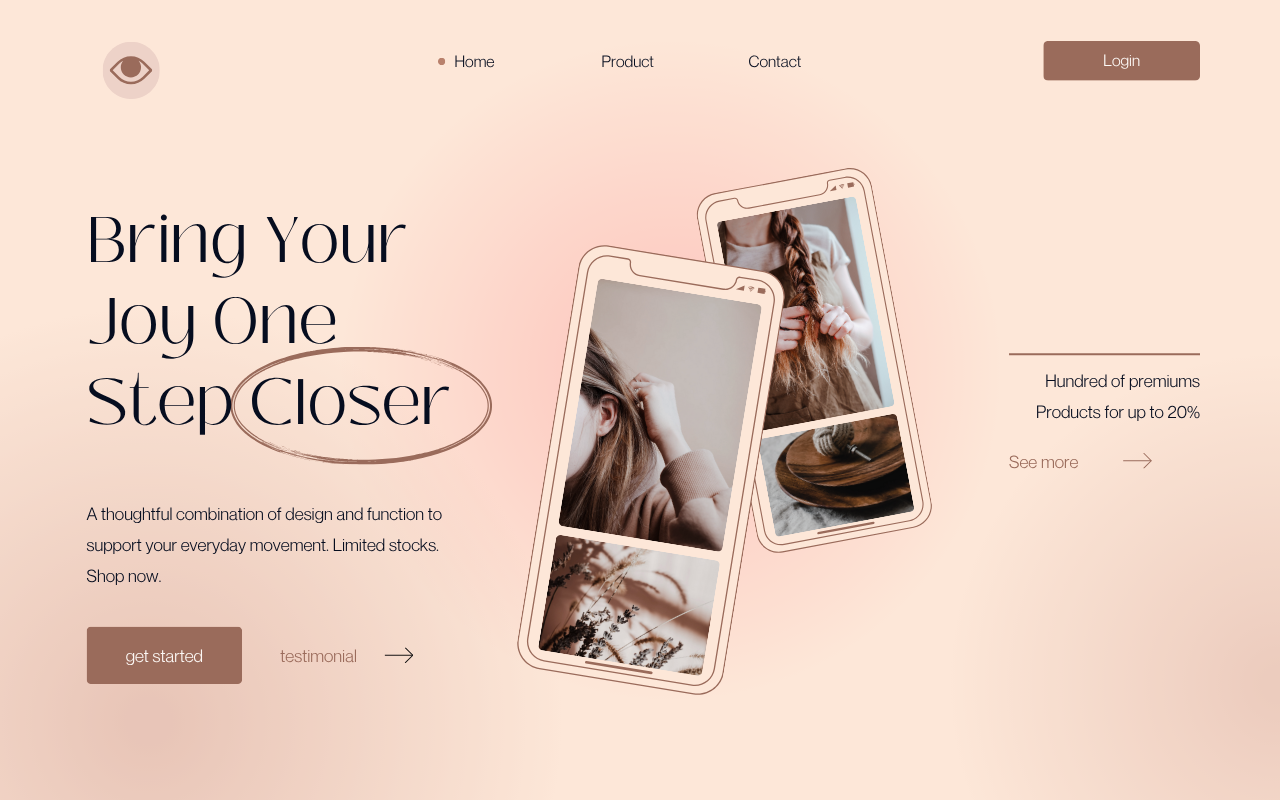 Home
Product
Contact
Login
Bring Your
Joy One
Step Closer
A thoughtful combination of design and function to
support your everyday movement. Limited stocks.
Shop now.
get started
testimonial
Hundred of premiums
Products for up to 20%
See more